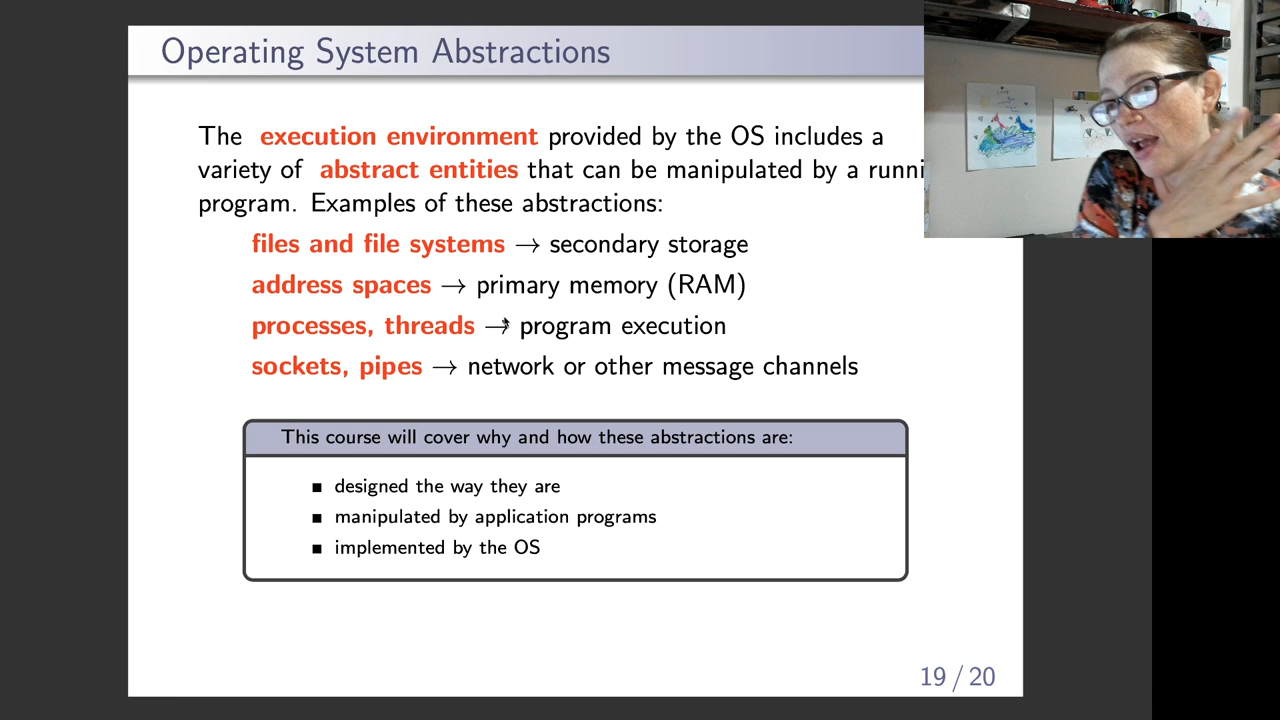 Operating System Abstractions
The execution environment provided by the OS includes a
variety of abstract entities that can be manipulated by a
program. Examples of these abstractions:
files and file systems → secondary storage
address spaces → primary memory (RAM)
processes, threads → program execution
sockets, pipes → network or other message channels
This course will cover why and how these abstractions are:
■ designed the way they are
■ manipulated by application programs
■ implemented by the OS
19 / 20